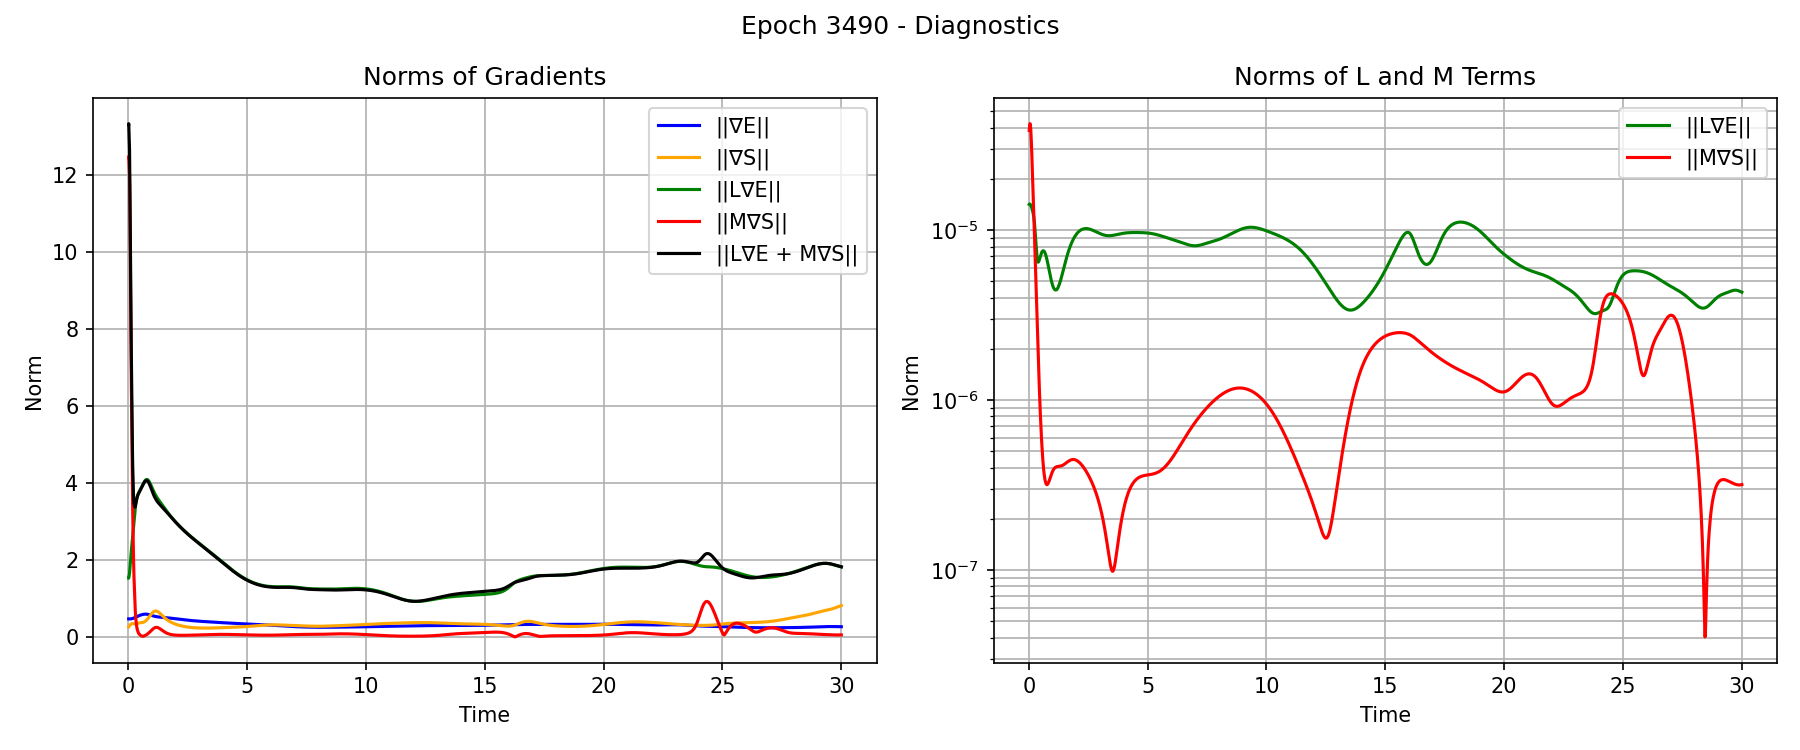 Epoch 3490 - Diagnostics
Norms of Gradients
Norm
12
10
8
6
4
2
0
0 5 10 15 20 25 30
Time
||∇E||
||∇S||
||L∇E||
||M∇S||
||L∇E + M∇S||
Norms of L and M Terms
Norm
10⁻⁵
10⁻⁶
10⁻⁷
0 5 10 15 20 25 30
Time
||L∇E||
||M∇S||